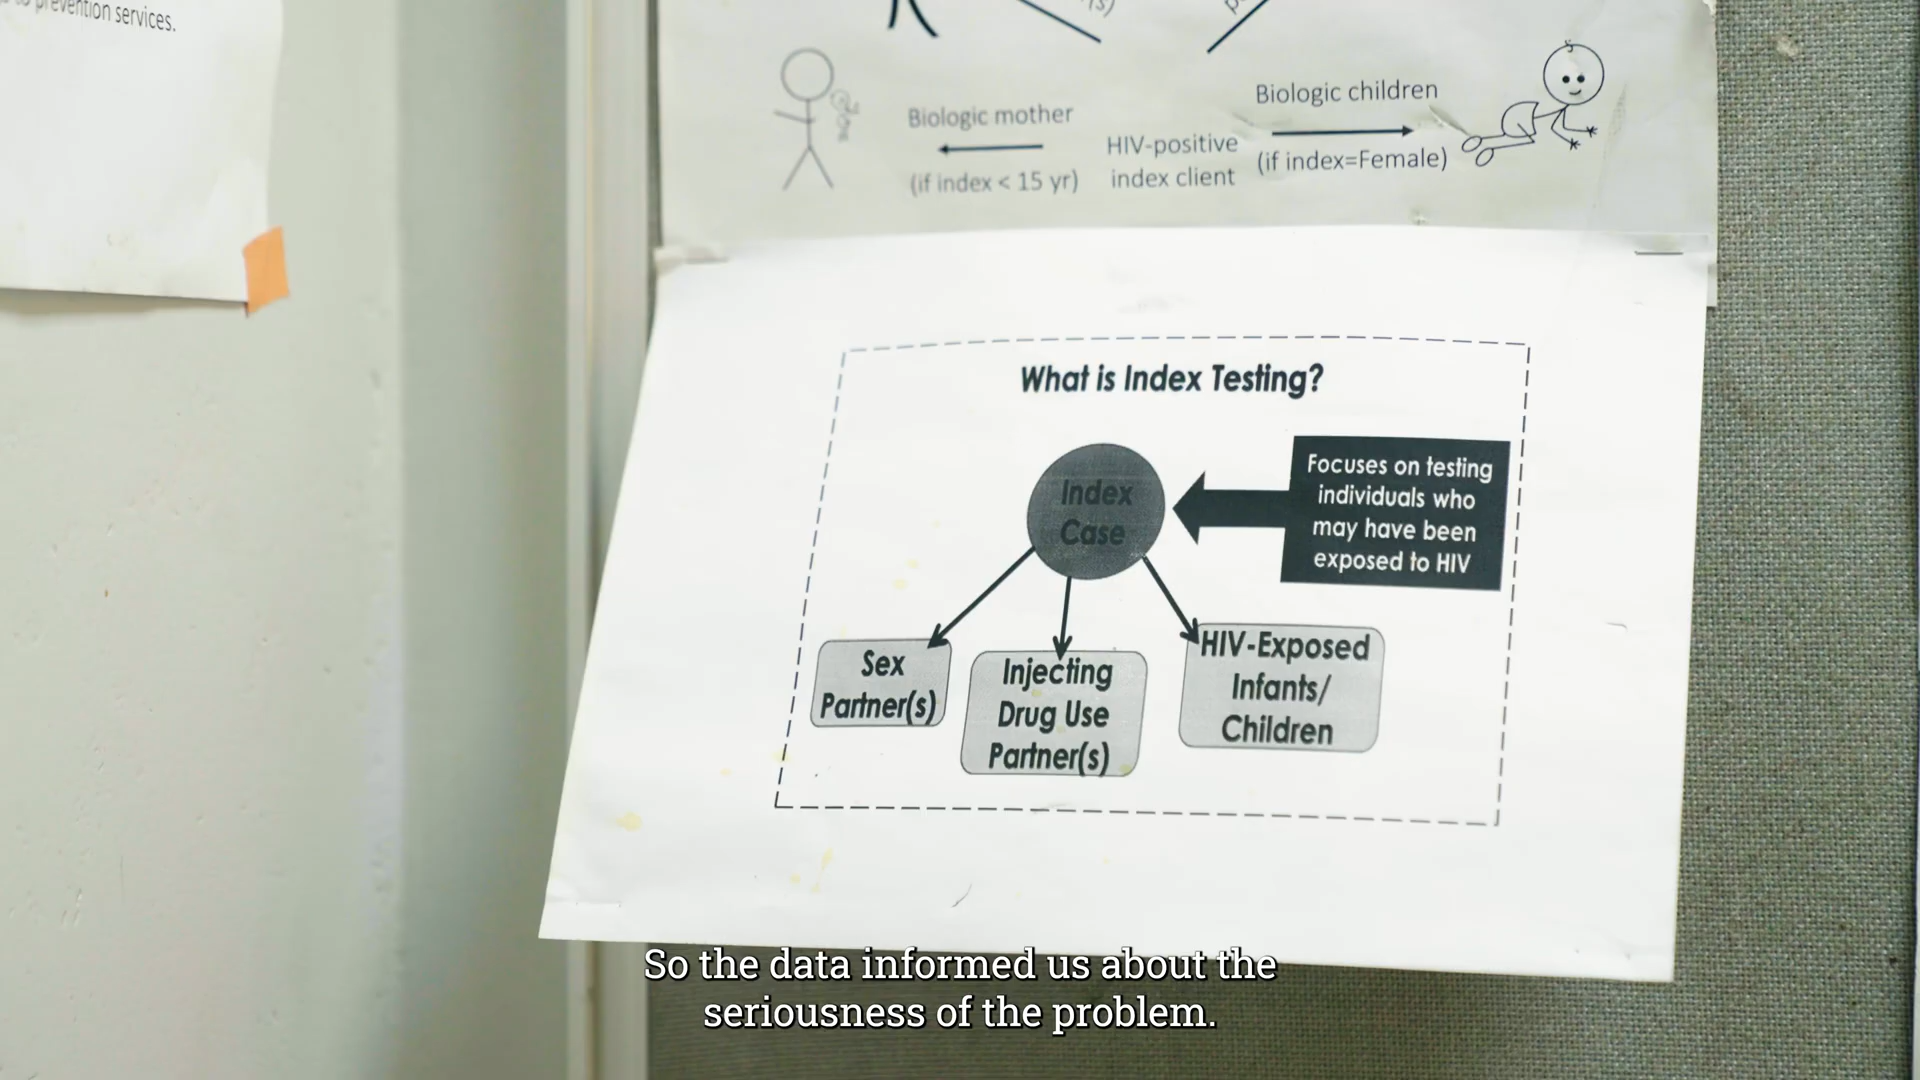 prevention services.
Biologic mother
(if index < 15 yr)
HIV-positive
index client
Biologic children
(if index=Female)
What is Index Testing?
Index
Case
Focuses on testing
individuals who
may have been
exposed to HIV
Sex
Partner(s)
Injecting
Drug Use
Partner(s)
HIV-Exposed
Infants/
Children
So the data informed us about the
seriousness of the problem.